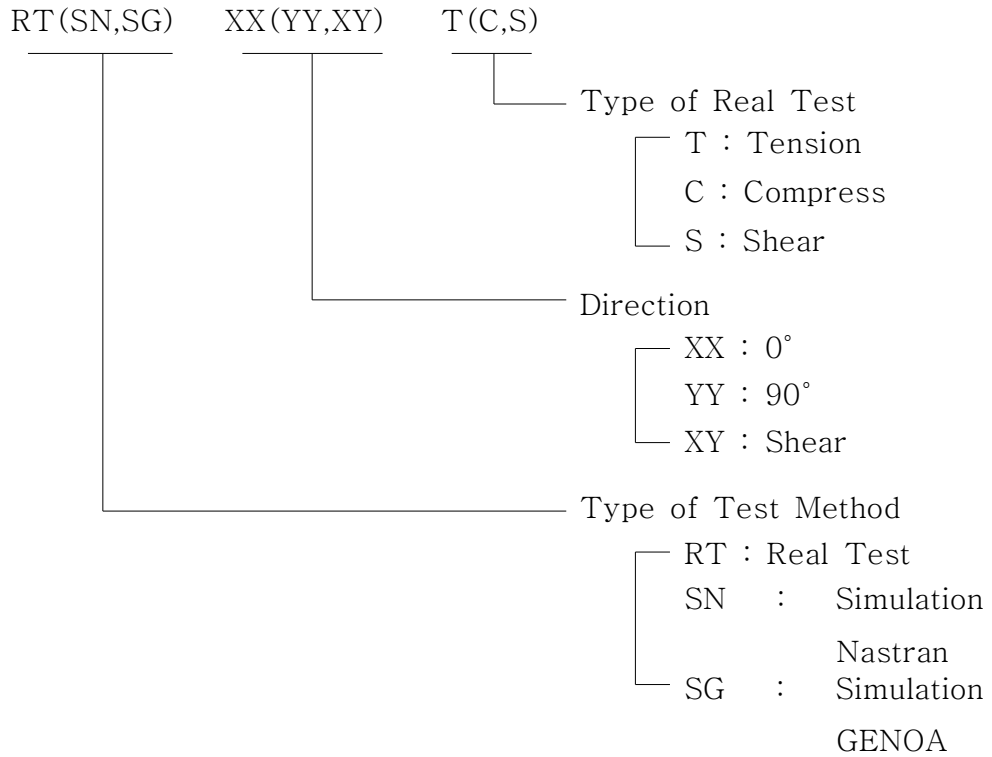 RT(SN,SG) XX(YY,XY) T(C,S)
Type of Real Test
T : Tension
C : Compress
S : Shear
Direction
XX : 0°
YY : 90°
XY : Shear
Type of Test Method
RT : Real Test
SN : Simulation
Nastran
SG : Simulation
GENOA